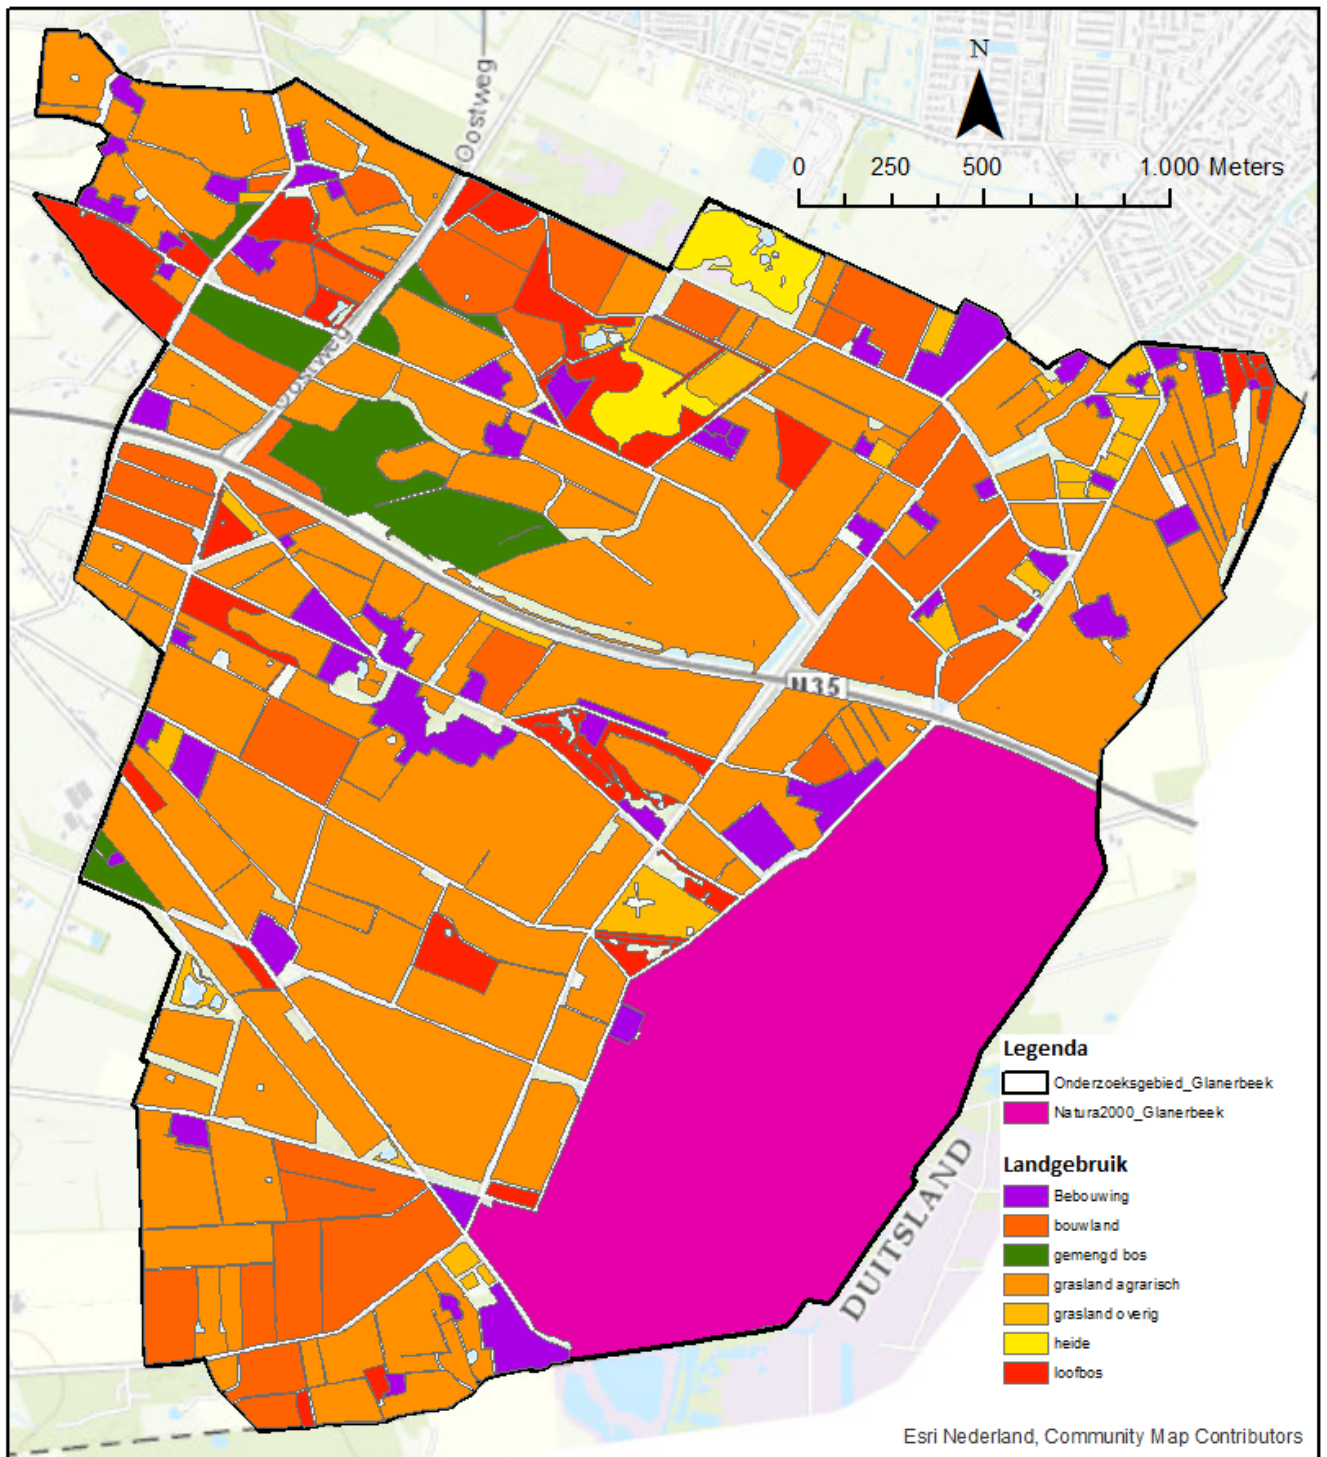 N
0 250 500 1.000 Meters
Oostweg
Oostweg
N35
DUITSLAND
Legenda
Onderzoeksgebied_Glanerbeek
Natura2000_Glanerbeek
Landgebruik
Bebouwing
bouwland
gemengd bos
grasland agrarisch
grasland overig
heide
loofbos
Esri Nederland, Community Map Contributors